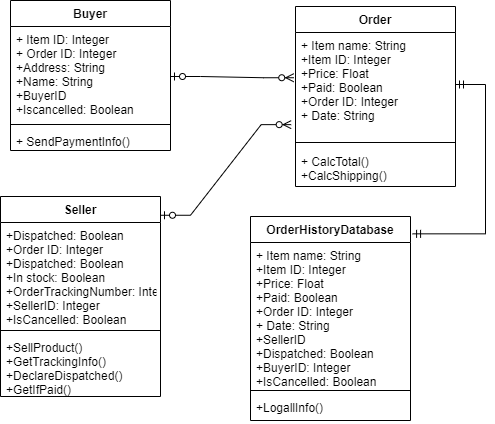 Buyer
+ Item ID: Integer
+ Order ID: Integer
+Address: String
+Name: String
+BuyerID
+Iscancelled: Boolean
+ SendPaymentInfo()
Order
+ Item name: String
+Item ID: Integer
+Price: Float
+Paid: Boolean
+Order ID: Integer
+ Date: String
+ CalcTotal()
+CalcShipping()
Seller
+Dispatched: Boolean
+Order ID: Integer
+Dispatched: Boolean
+In stock: Boolean
+OrderTrackingNumber: Inte
+SellerID: Integer
+IsCancelled: Boolean
+SellProduct()
+GetTrackingInfo()
+DeclareDispatched()
+GetIfPaid()
OrderHistoryDatabase
+ Item name: String
+Item ID: Integer
+Price: Float
+Paid: Boolean
+Order ID: Integer
+ Date: String
+SellerID
+Dispatched: Boolean
+BuyerID: Integer
+IsCancelled: Boolean
+LogallInfo()